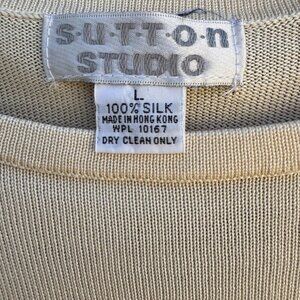 S•U•T•T•O•n
STUDIO
L
100% SILK
MADE IN HONG KONG
WPL 10167
DRY CLEAN ONLY